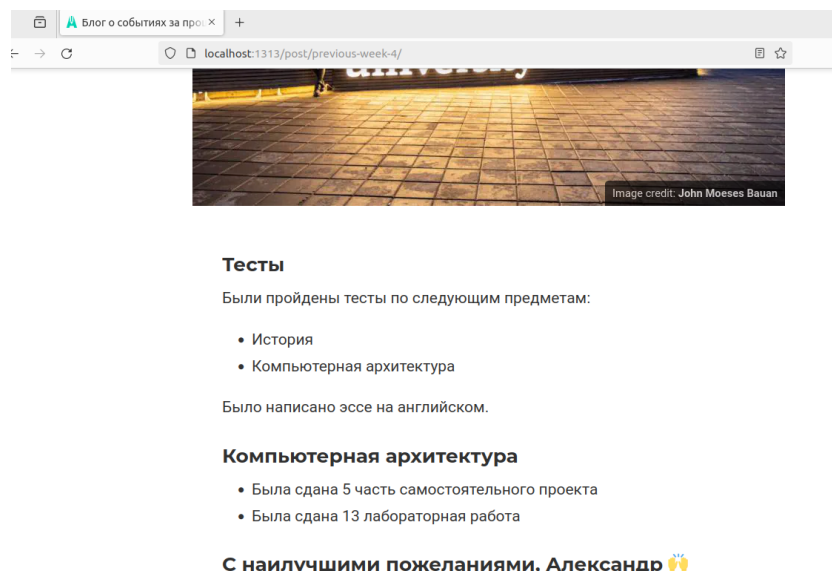 Блог о событиях за про
localhost:1313/post/previous-week-4/
Image credit: John Moeses Bauan
Тесты
Были пройдены тесты по следующим предметам:
• История
• Компьютерная архитектура
Было написано эссе на английском.
Компьютерная архитектура
• Была сдана 5 часть самостоятельного проекта
• Была сдана 13 лабораторная работа
С наилучшими пожеланиями, Александр 🙌